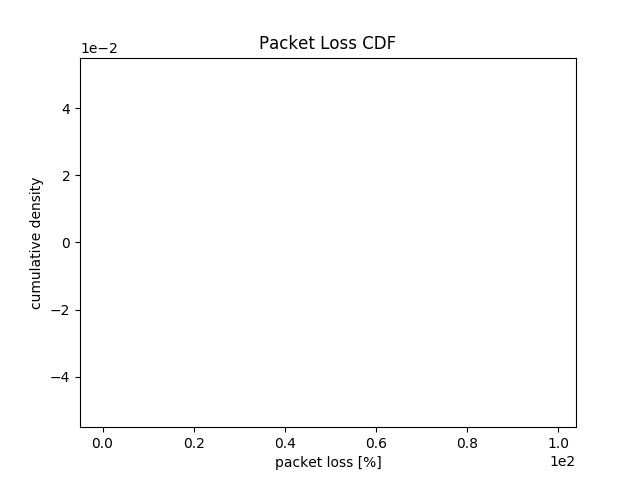 Packet Loss CDF
1e−2
4
2
0
−2
−4
cumulative density
0.0 0.2 0.4 0.6 0.8 1.0
1e2
packet loss [%]